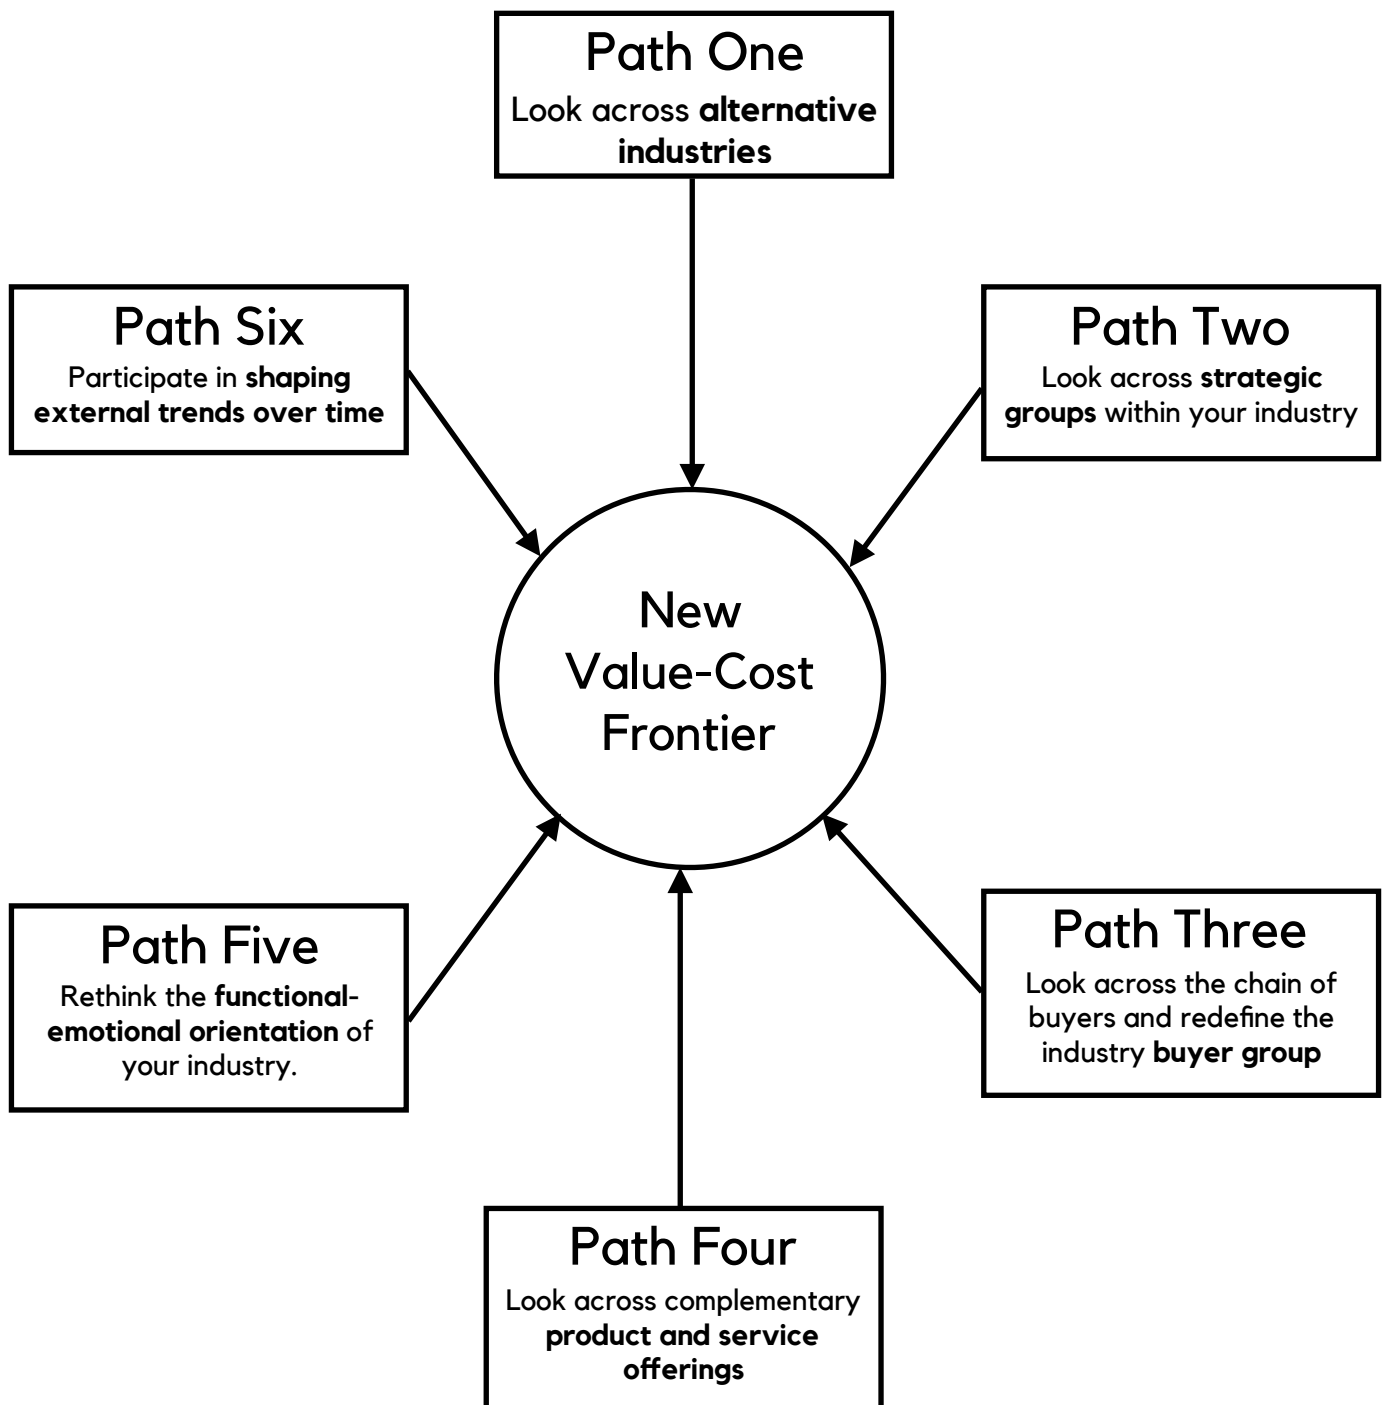 Path One
Look across alternative
industries
Path Six
Participate in shaping
external trends over time
Path Two
Look across strategic
groups within your industry
New
Value-Cost
Frontier
Path Five
Rethink the functional-
emotional orientation of
your industry.
Path Three
Look across the chain of
buyers and redefine the
industry buyer group
Path Four
Look across complementary
product and service
offerings